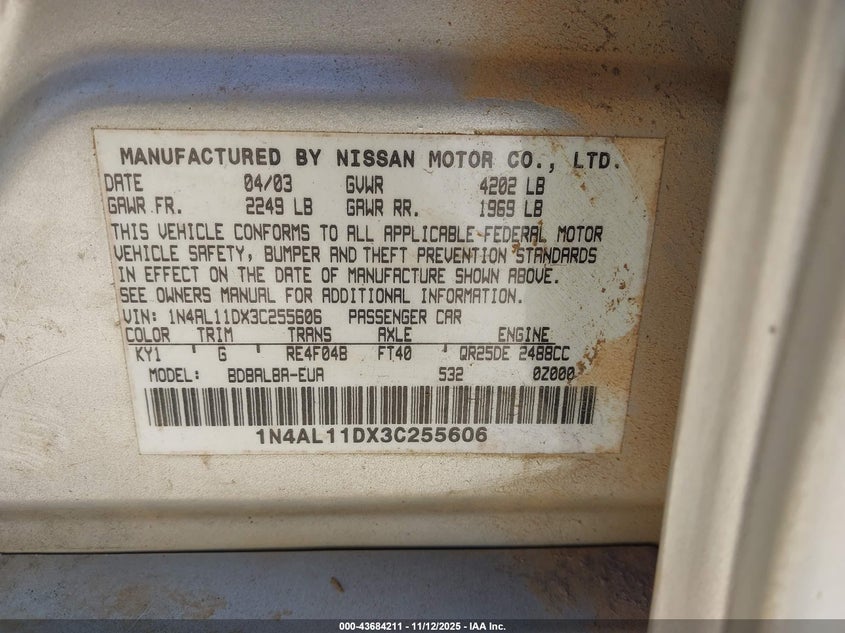 MANUFACTURED BY NISSAN MOTOR CO., LTD.
DATE 04/03 GVWR 4202 LB
GAWR FR. 2249 LB GAWR RR. 1969 LB
THIS VEHICLE CONFORMS TO ALL APPLICABLE FEDERAL MOTOR
VEHICLE SAFETY, BUMPER AND THEFT PREVENTION STANDARDS
IN EFFECT ON THE DATE OF MANUFACTURE SHOWN ABOVE.
SEE OWNERS MANUAL FOR ADDITIONAL INFORMATION.
VIN: 1N4AL11DX3C255606 PASSENGER CAR
COLOR TRIM TRANS AXLE ENGINE
KY1 ' G ' RE4F04B FT40 ' QR25DE 2488CC
MODEL: BDBALBA-EUA 532 0Z000
1N4AL11DX3C255606
000-43684211 - 11/12/2025 - IAA Inc.